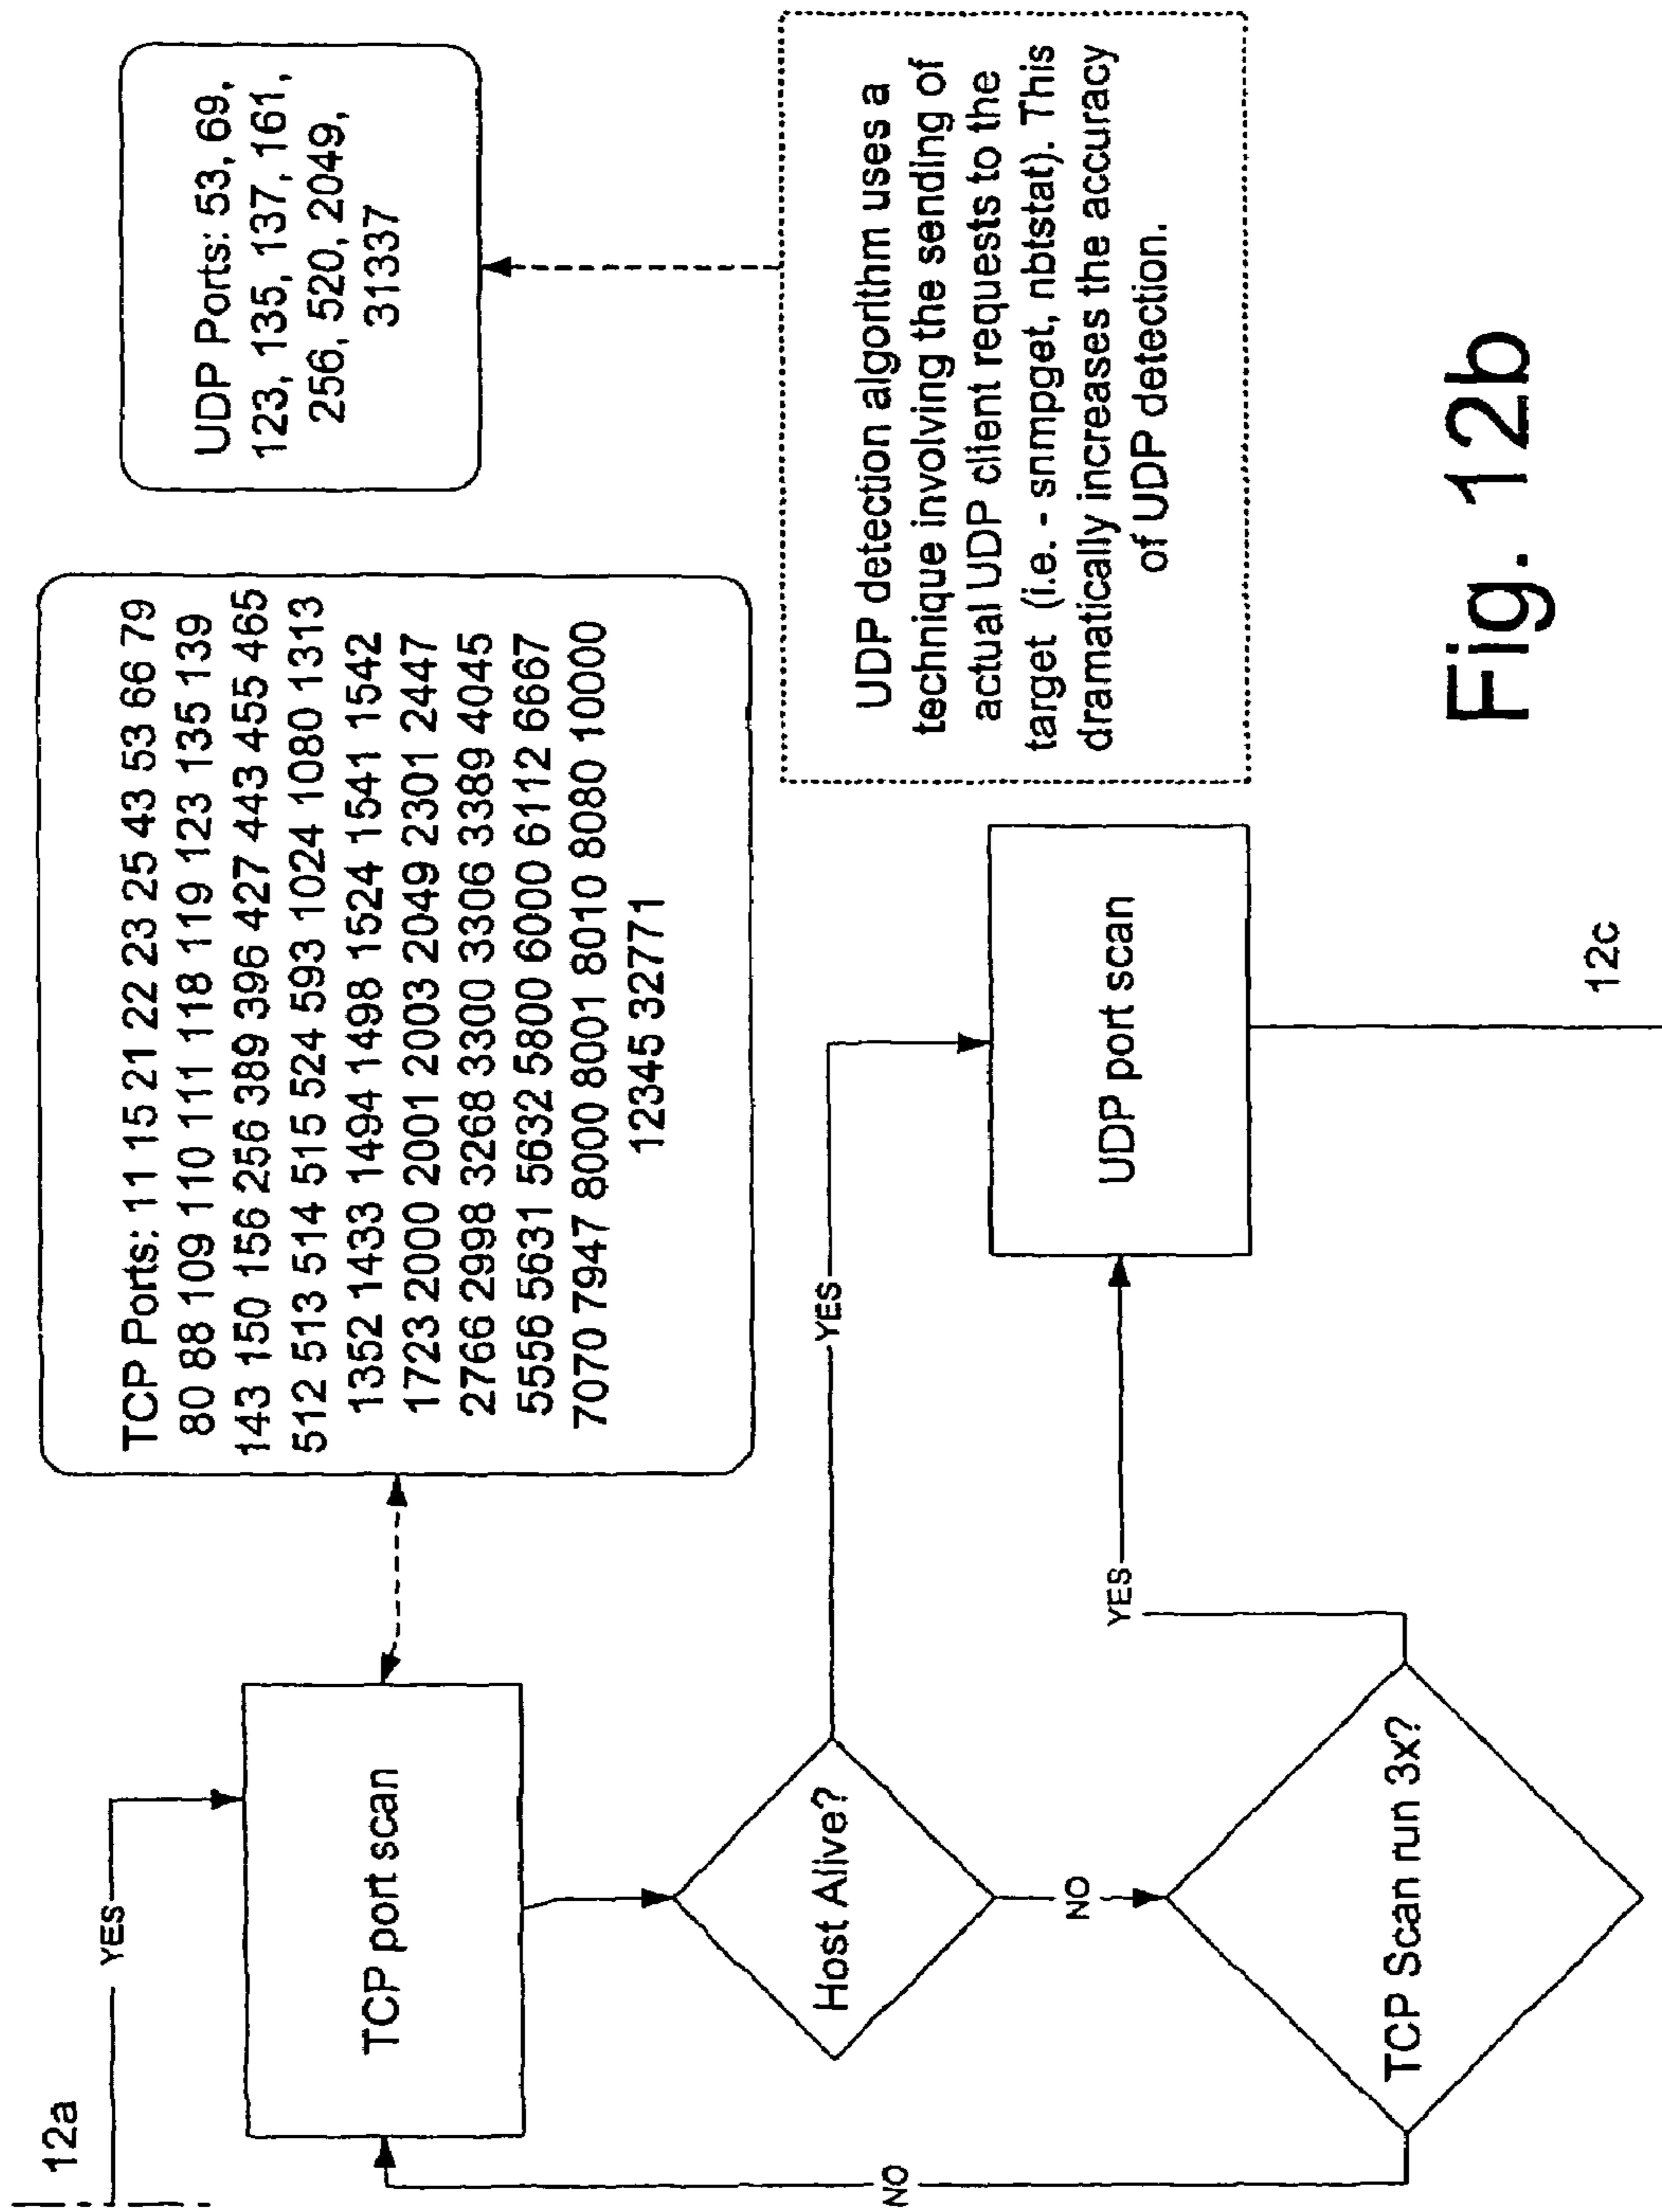 12a
YES
TCP port scan
TCP Ports: 11 15 21 22 23 25 43 53 66 79
80 88 109 110 111 118 119 123 135 139
143 150 156 256 389 396 427 443 455 465
512 513 514 515 524 593 1024 1080 1313
1352 1433 1494 1498 1524 1541 1542
1723 2000 2001 2003 2049 2301 2447
2766 2998 3268 3300 3306 3389 4045
5556 5631 5632 5800 6000 6112 6667
7070 7947 8000 8001 8010 8080 10000
12345 32771
UDP Ports: 53, 69,
123, 135, 137, 161,
256, 520, 2049,
31337
Host Alive?
YES
NO
TCP Scan run 3x?
YES
NO
UDP port scan
UDP detection algorithm uses a
technique involving the sending of
actual UDP client requests to the
target (i.e. - snmpget, nbtstat). This
dramatically increases the accuracy
of UDP detection.
12c
Fig. 12b